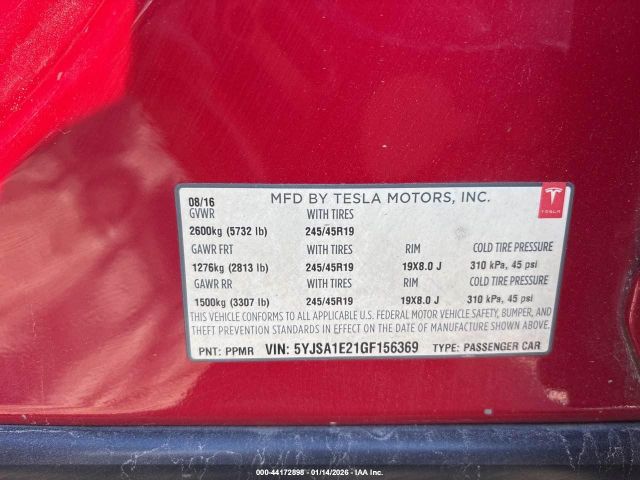 08/16 MFD BY TESLA MOTORS, INC.
GVWR WITH TIRES
2600kg (5732 lb) 245/45R19
GAWR FRT WITH TIRES RIM COLD TIRE PRESSURE
1276kg (2813 lb) 245/45R19 19X8.0 J 310 kPa, 45 psi
GAWR RR WITH TIRES RIM COLD TIRE PRESSURE
1500kg (3307 lb) 245/45R19 19X8.0 J 310 kPa, 45 psi
THIS VEHICLE CONFORMS TO ALL APPLICABLE U.S. FEDERAL MOTOR VEHICLE SAFETY, BUMPER, AND
THEFT PREVENTION STANDARDS IN EFFECT ON THE DATE OF MANUFACTURE SHOWN ABOVE.
PNT: PPMR VIN: 5YJSA1E21GF156369 TYPE: PASSENGER CAR
TESLA
000-44172898 - 01/14/2026 - IAA Inc.